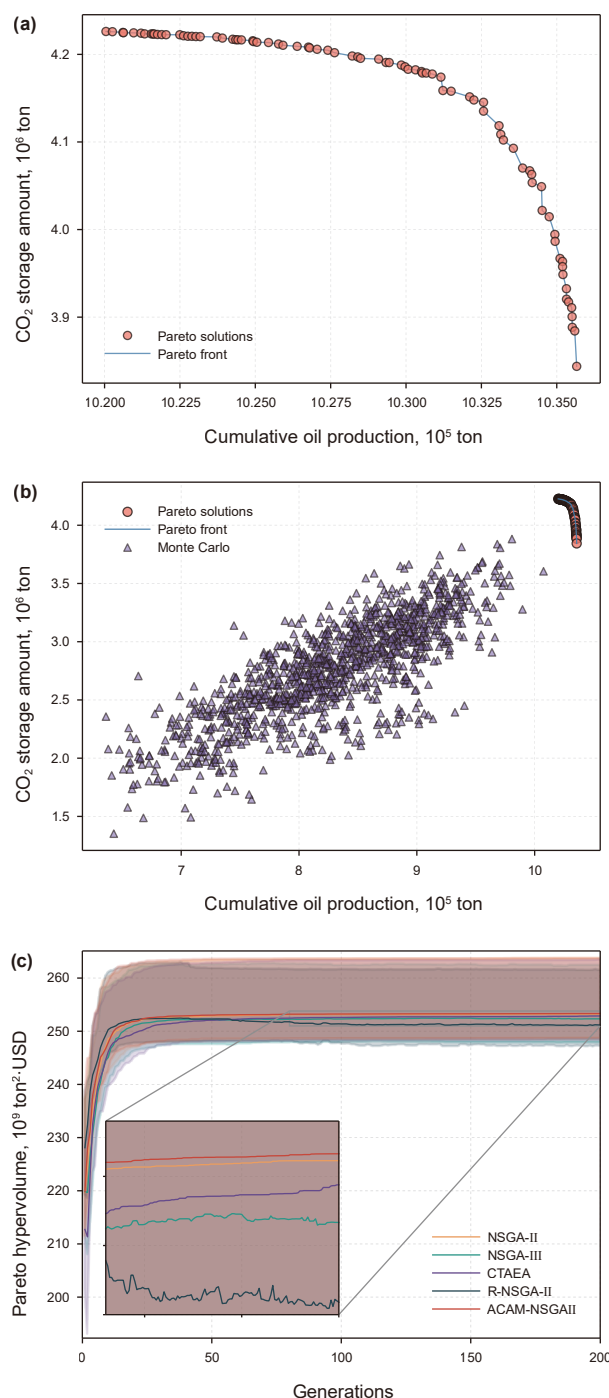 (a)
4.2
4.1
4.0
3.9
CO₂ storage amount, 10⁶ ton
Pareto solutions
Pareto front
10.200
10.225
10.250
10.275
10.300
10.325
10.350
Cumulative oil production, 10⁵ ton
(b)
4.0
3.5
3.0
2.5
2.0
1.5
CO₂ storage amount, 10⁶ ton
Pareto solutions
Pareto front
Monte Carlo
7
8
9
10
Cumulative oil production, 10⁵ ton
(c)
260
250
240
230
220
210
200
Pareto hypervolume, 10⁹ ton²·USD
NSGA-II
NSGA-III
CTAEA
R-NSGA-II
ACAM-NSGAII
0
50
100
150
200
Generations